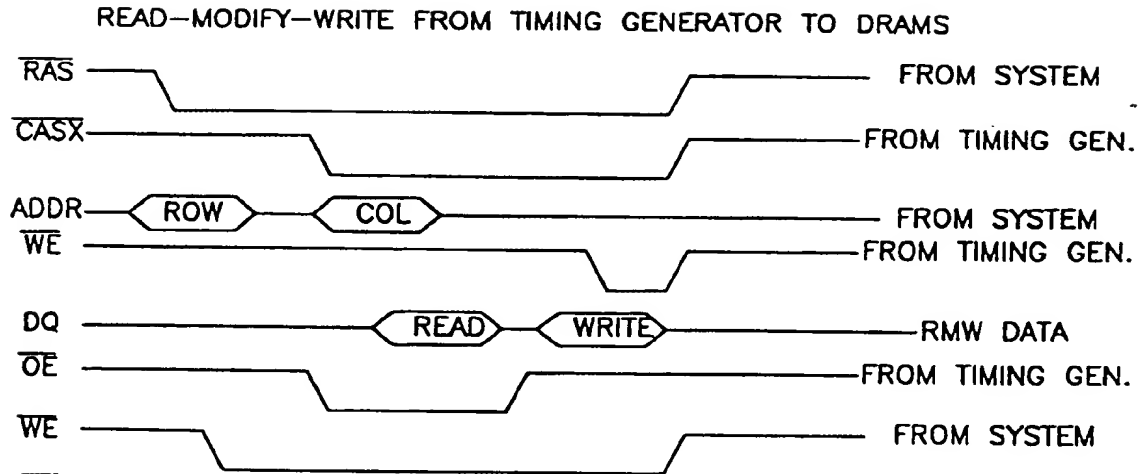 READ-MODIFY-WRITE FROM TIMING GENERATOR TO DRAMS
RAS FROM SYSTEM
CASX FROM TIMING GEN.
ADDR ROW COL FROM SYSTEM
WE FROM TIMING GEN.
DQ READ WRITE RMW DATA
OE FROM TIMING GEN.
WE FROM SYSTEM